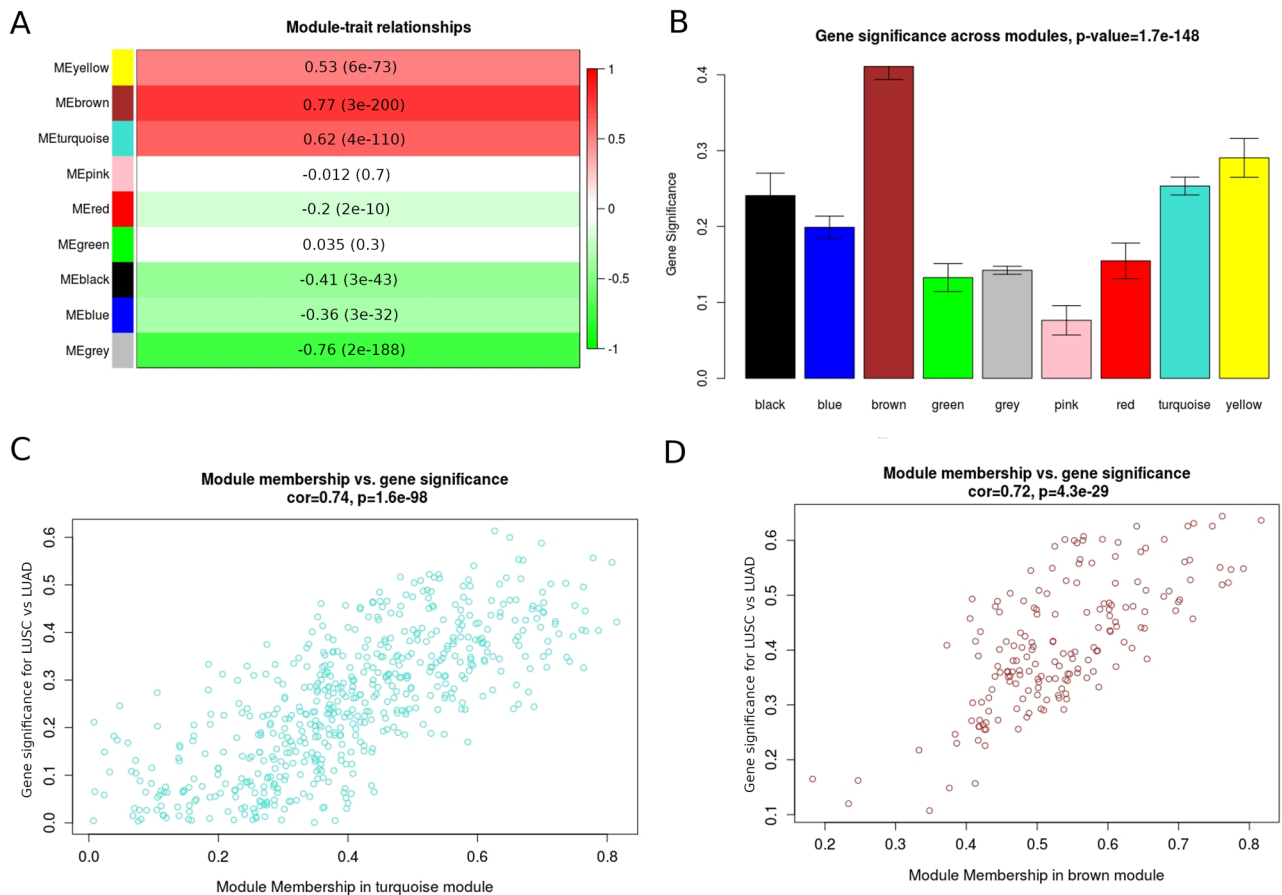 A
Module-trait relationships
MEyellow
0.53 (6e-73)
MEbrown
0.77 (3e-200)
MEturquoise
0.62 (4e-110)
MEpink
-0.012 (0.7)
MEred
-0.2 (2e-10)
MEgreen
0.035 (0.3)
MEblack
-0.41 (3e-43)
MEblue
-0.36 (3e-32)
MEgrey
-0.76 (2e-188)
1
0.5
0
-0.5
-1
B
Gene significance across modules, p-value=1.7e-148
Gene Significance
0.4
0.3
0.2
0.1
0.0
black blue brown green grey pink red turquoise yellow
C
Module membership vs. gene significance
cor=0.74, p=1.6e-98
Gene significance for LUSC vs LUAD
0.6
0.5
0.4
0.3
0.2
0.1
0.0
0.0 0.2 0.4 0.6 0.8
Module Membership in turquoise module
D
Module membership vs. gene significance
cor=0.72, p=4.3e-29
Gene significance for LUSC vs LUAD
0.6
0.5
0.4
0.3
0.2
0.1
0.2 0.3 0.4 0.5 0.6 0.7 0.8
Module Membership in brown module